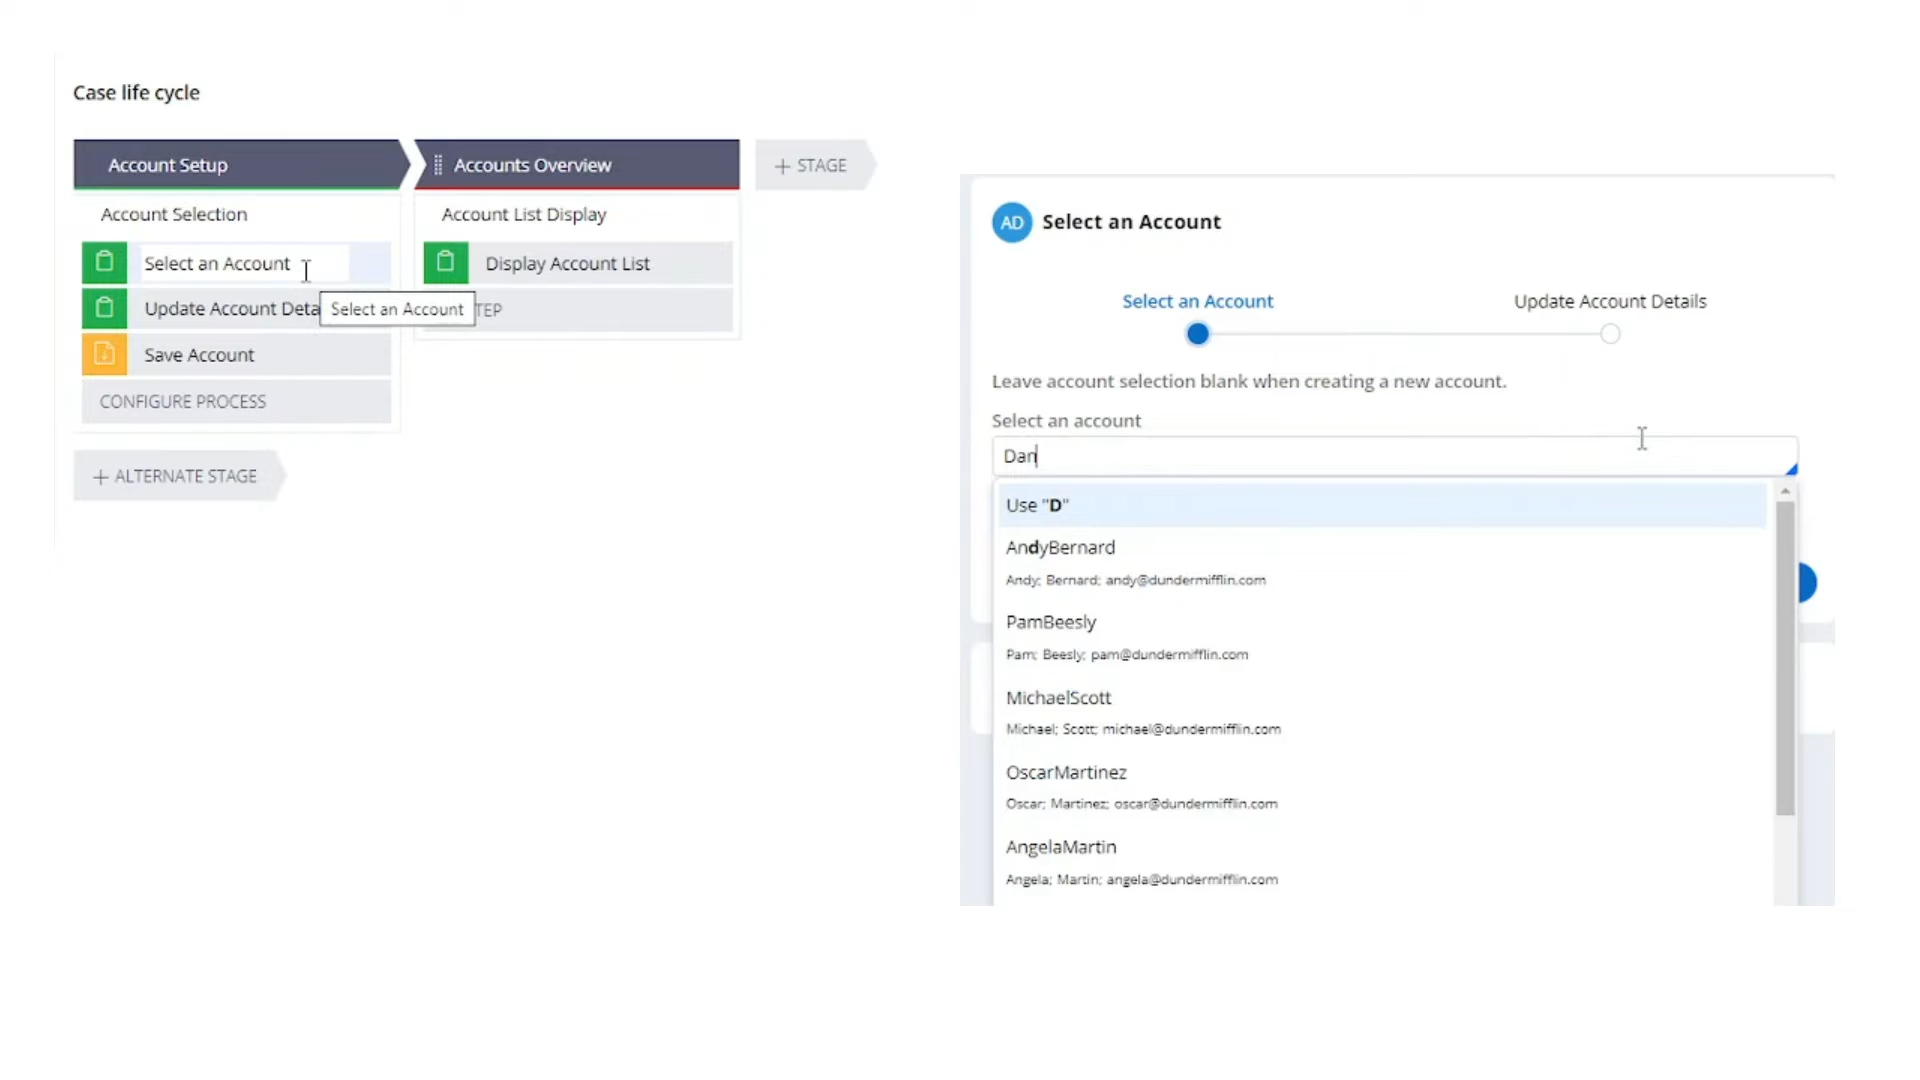 Case life cycle
Account Setup
Accounts Overview
+ STAGE
Account Selection
Account List Display
Select an Account
Display Account List
Update Account Deta
Select an Account
TEP
Save Account
CONFIGURE PROCESS
+ ALTERNATE STAGE
AD Select an Account
Select an Account
Update Account Details
Leave account selection blank when creating a new account.
Select an account
Dan
Use "D"
AndyBernard
Andy; Bernard; andy@dundermifflin.com
PamBeesly
Pam; Beesly; pam@dundermifflin.com
MichaelScott
Michael; Scott; michael@dundermifflin.com
OscarMartinez
Oscar; Martinez; oscar@dundermifflin.com
AngelaMartin
Angela; Martin; angela@dundermifflin.com